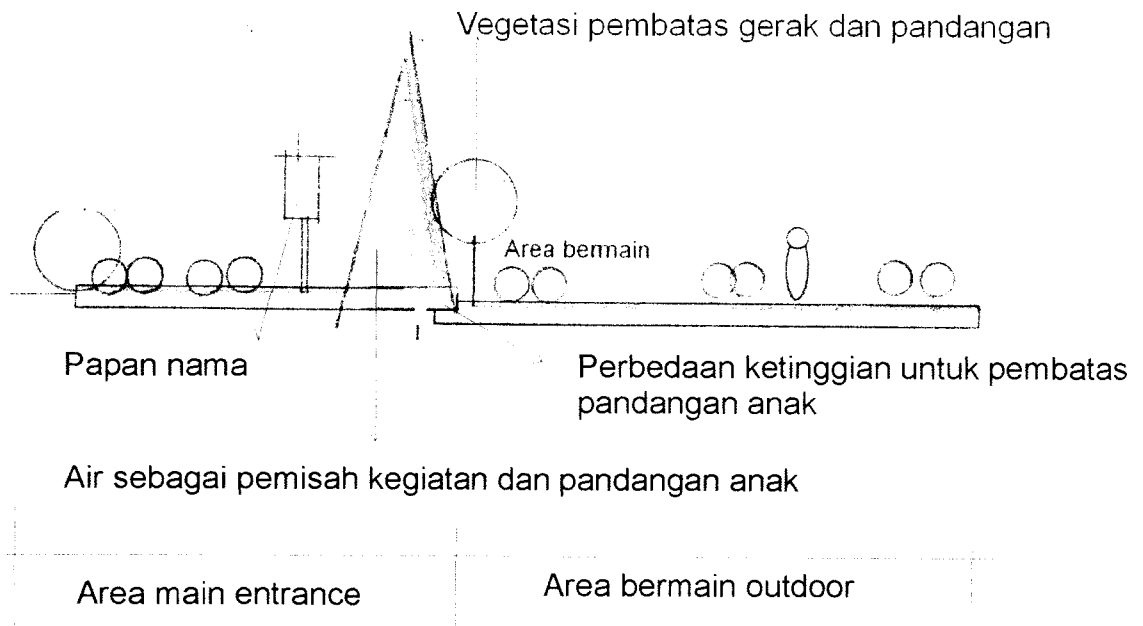 Vegetasi pembatas gerak dan pandangan
Area bermain
Papan nama
Perbedaan ketinggian untuk pembatas
pandangan anak
Air sebagai pemisah kegiatan dan pandangan anak
Area main entrance
Area bermain outdoor